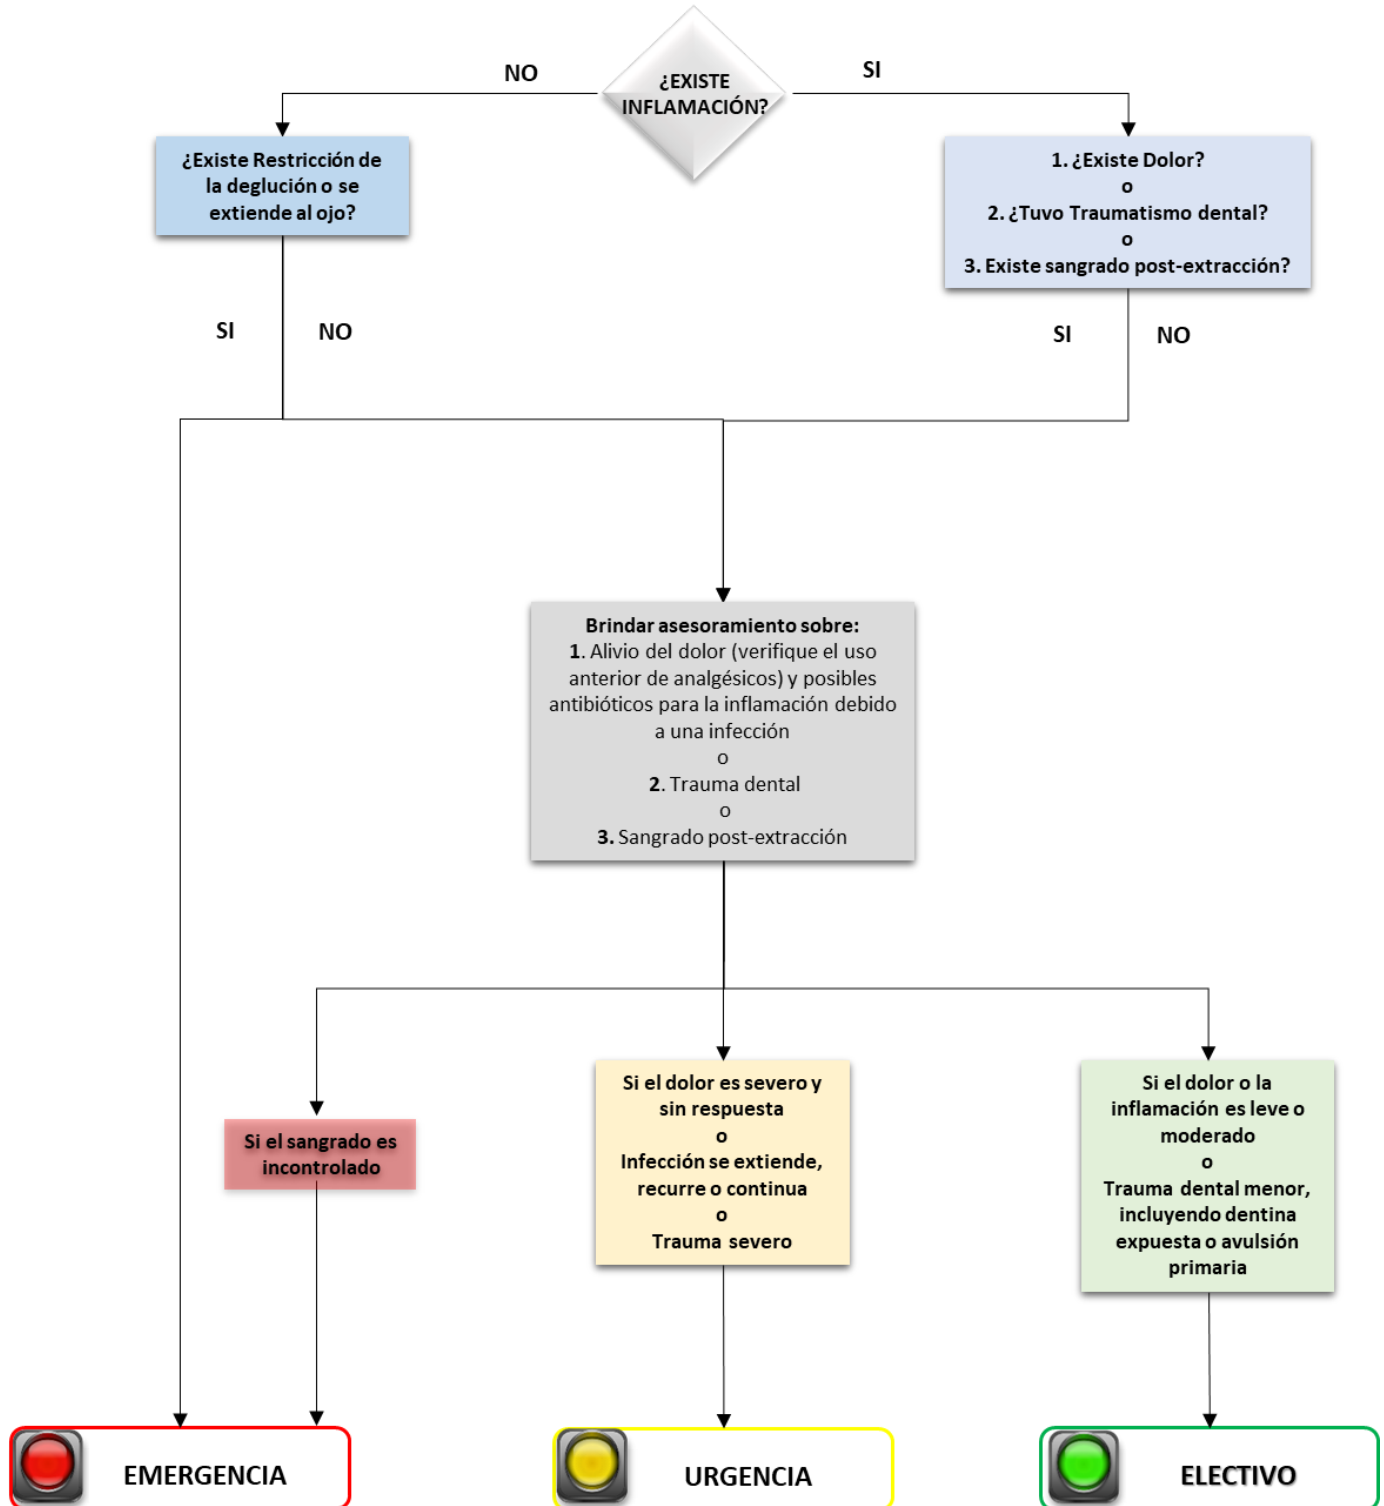 ¿EXISTE
INFLAMACIÓN?
NO
SI
¿Existe Restricción de
la deglución o se
extiende al ojo?
1. ¿Existe Dolor?
o
2. ¿Tuvo Traumatismo dental?
o
3. Existe sangrado post-extracción?
SI
NO
SI
NO
Brindar asesoramiento sobre:
1. Alivio del dolor (verifique el uso
anterior de analgésicos) y posibles
antibióticos para la inflamación debido
a una infección
o
2. Trauma dental
o
3. Sangrado post-extracción
Si el sangrado es
incontrolado
Si el dolor es severo y
sin respuesta
o
Infección se extiende,
recurre o continua
o
Trauma severo
Si el dolor o la
inflamación es leve o
moderado
o
Trauma dental menor,
incluyendo dentina
expuesta o avulsión
primaria
EMERGENCIA
URGENCIA
ELECTIVO